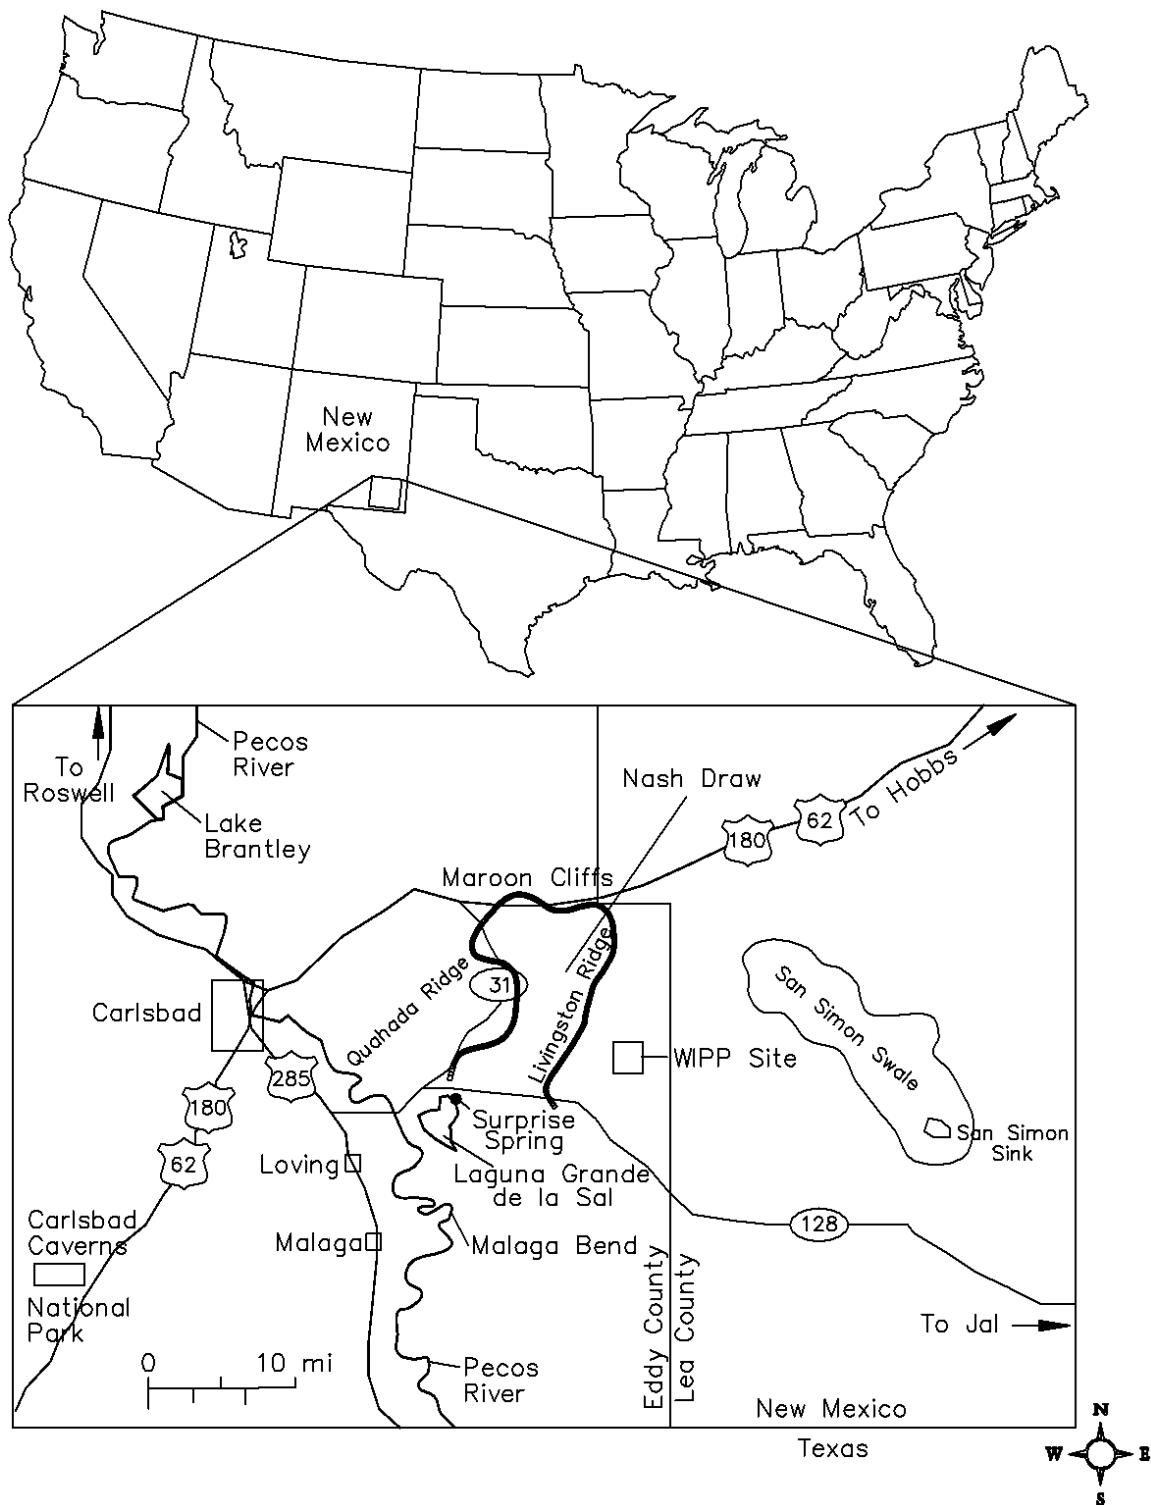 New
Mexico
Pecos
River
To
Roswell
Lake
Brantley
Nash Draw
To Hobbs
62
180
Maroon Cliffs
Quahada Ridge
31
Livingston Ridge
San Simon Swale
Carlsbad
WIPP Site
285
180
62
Surprise
Spring
San Simon
Sink
Loving
Laguna Grande
de la Sal
128
Carlsbad
Caverns
National
Park
Malaga
Malaga Bend
Eddy County
Lea County
To Jal
0 10 mi
Pecos
River
New Mexico
Texas
N
W E
S